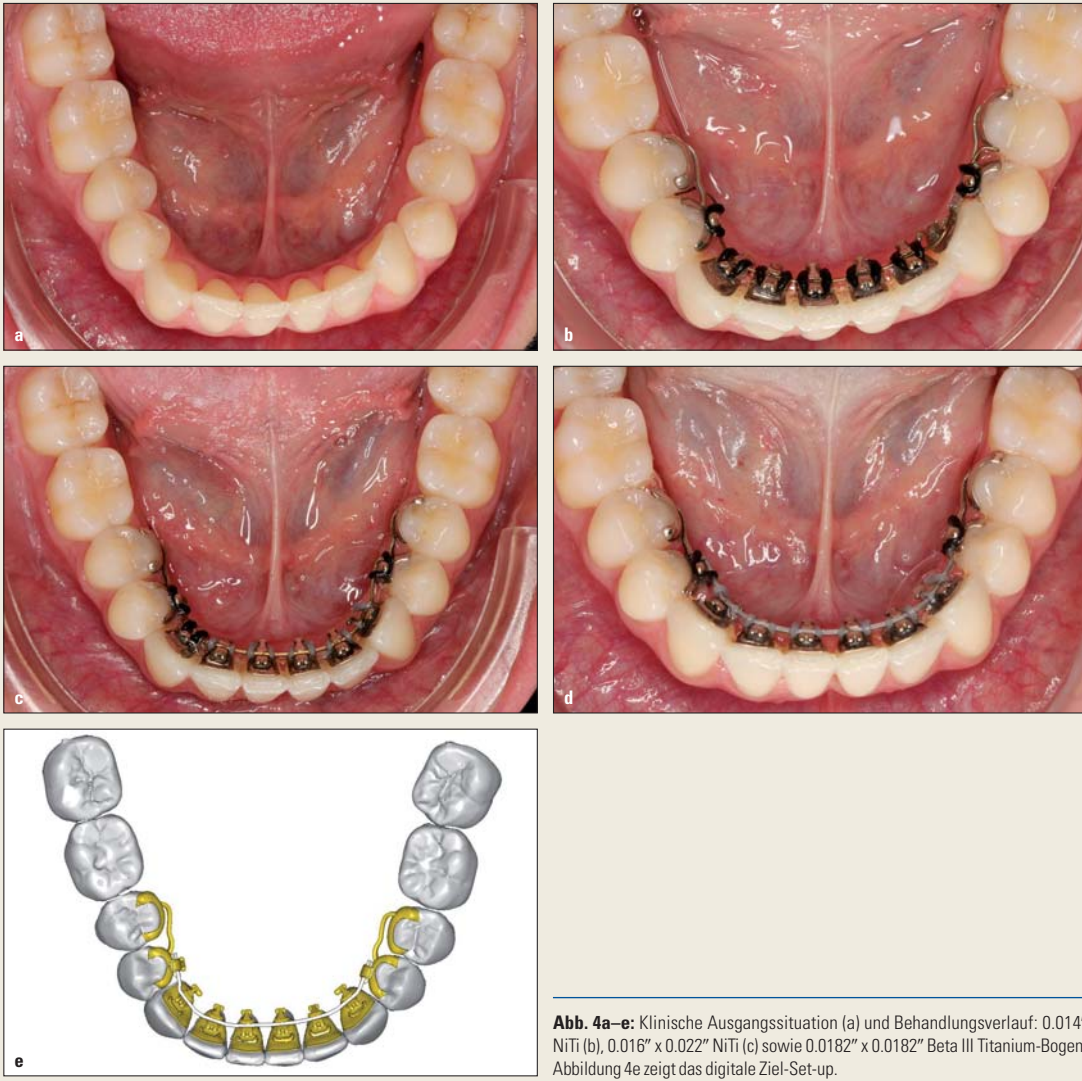 a
b
c
d
e
Abb. 4a–e: Klinische Ausgangssituation (a) und Behandlungsverlauf: 0.014"
NiTi (b), 0.016″ x 0.022″ NiTi (c) sowie 0.0182″ x 0.0182″ Beta III Titanium-Bogen
Abbildung 4e zeigt das digitale Ziel-Set-up.